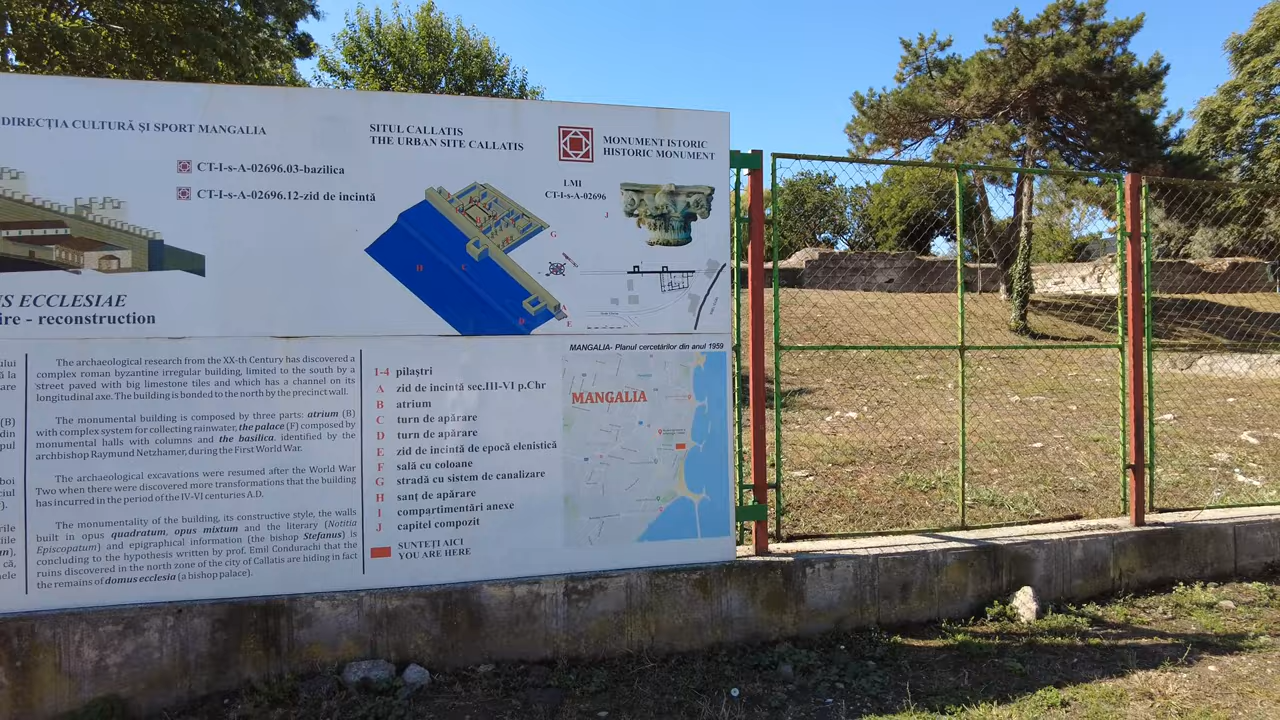 DIRECȚIA CULTURĂ ȘI SPORT MANGALIA
CT-I-s-A-02696.03-bazilica
CT-I-s-A-02696.12-zid de incintă
SITUL CALLATIS
THE URBAN SITE CALLATIS
MONUMENT ISTORIC
HISTORIC MONUMENT
LMI
CT-I-s-A-02696
J
G
B
H
E
D
E
S ECCLESIAE
ire - reconstruction
The archaeological research from the XX-th Century has discovered a
complex roman byzantine irregular building, limited to the south by a
street paved with big limestone tiles and which has a channel on its
longitudinal axe. The building is bonded to the north by the precinct wall.
The monumental building is composed by three parts: atrium (B)
with complex system for collecting rainwater, the palace (F) composed by
monumental halls with columns and the basilica, identified by the
archbishop Raymund Netzhamer, during the First World War.
The archaeological excavations were resumed after the World War
Two when there were discovered more transformations that the building
has incurred in the period of the IV-VI centuries A.D.
The monumentality of the building, its constructive style, the walls
built in opus quadratum, opus mixtum and the literary (Notitia
Episcopatum) and epigraphical information (the bishop Stefanus) is
concluding to the hypothesis written by prof. Emil Condurachi that the
ruins discovered in the north zone of the city of Callatis are hiding in fact
the remains of domus ecclesia (a bishop palace).
1-4 pilaștri
A zid de incintă sec.III-VI p.Chr
B atrium
C turn de apărare
D turn de apărare
E zid de incintă de epocă elenistică
F sală cu coloane
G stradă cu sistem de canalizare
H sanț de apărare
I compartimentări anexe
J capitel compozit
SUNTEȚI AICI
YOU ARE HERE
MANGALIA- Planul cercetărilor din anul 1959
MANGALIA